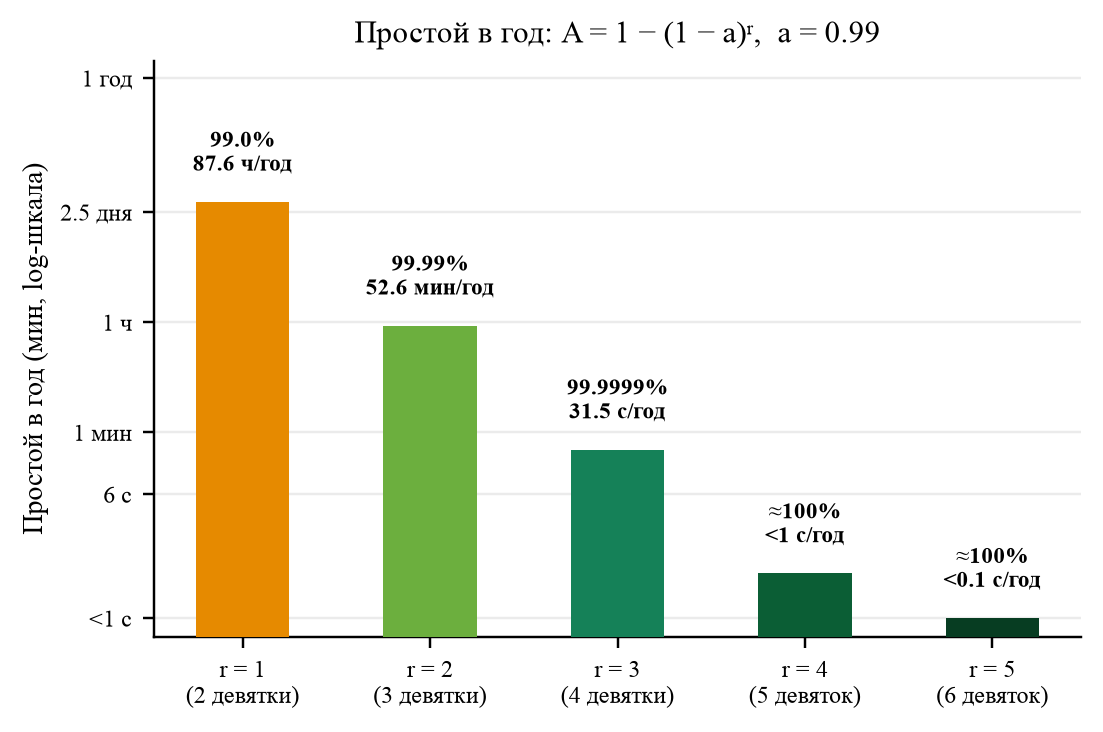 Простой в год: A = 1 − (1 − a)ʳ, a = 0.99
Простой в год (мин, log-шкала)
1 год
2.5 дня
1 ч
1 мин
6 с
<1 с
99.0%
87.6 ч/год
99.99%
52.6 мин/год
99.9999%
31.5 с/год
≈100%
<1 с/год
≈100%
<0.1 с/год
r = 1
(2 девятки)
r = 2
(3 девятки)
r = 3
(4 девятки)
r = 4
(5 девяток)
r = 5
(6 девяток)